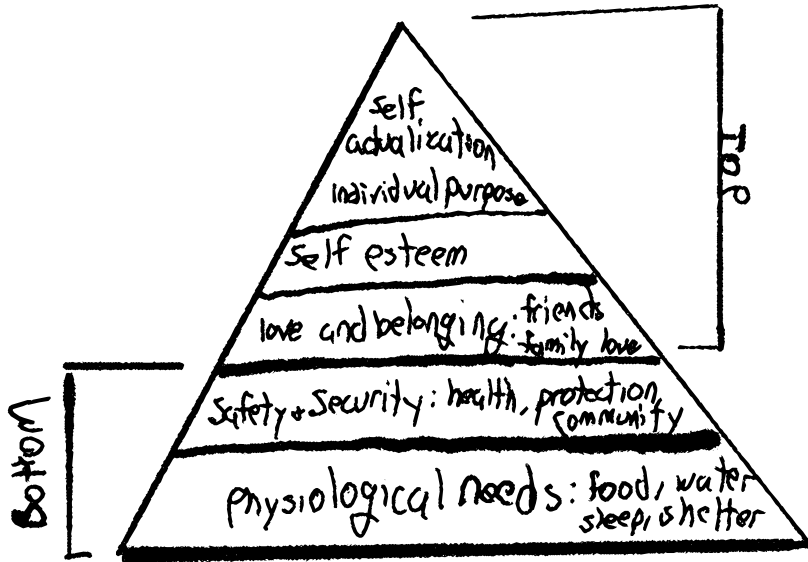 self
actualization
individual purpose
self esteem
love and belonging: friends
family love
safety + security: health, protection,
community
physiological needs: food, water
sleep, shelter
Top
Bottom